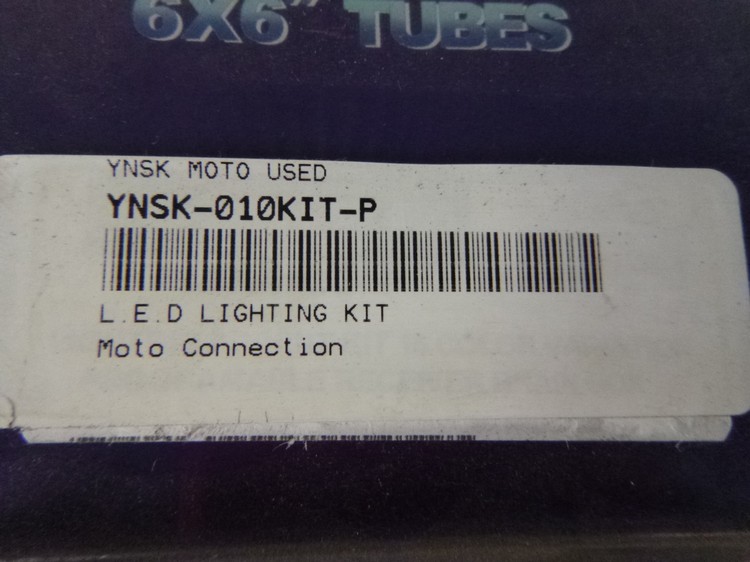 6X6" TUBES
YNSK MOTO USED
YNSK-010KIT-P
L.E.D LIGHTING KIT
Moto Connection